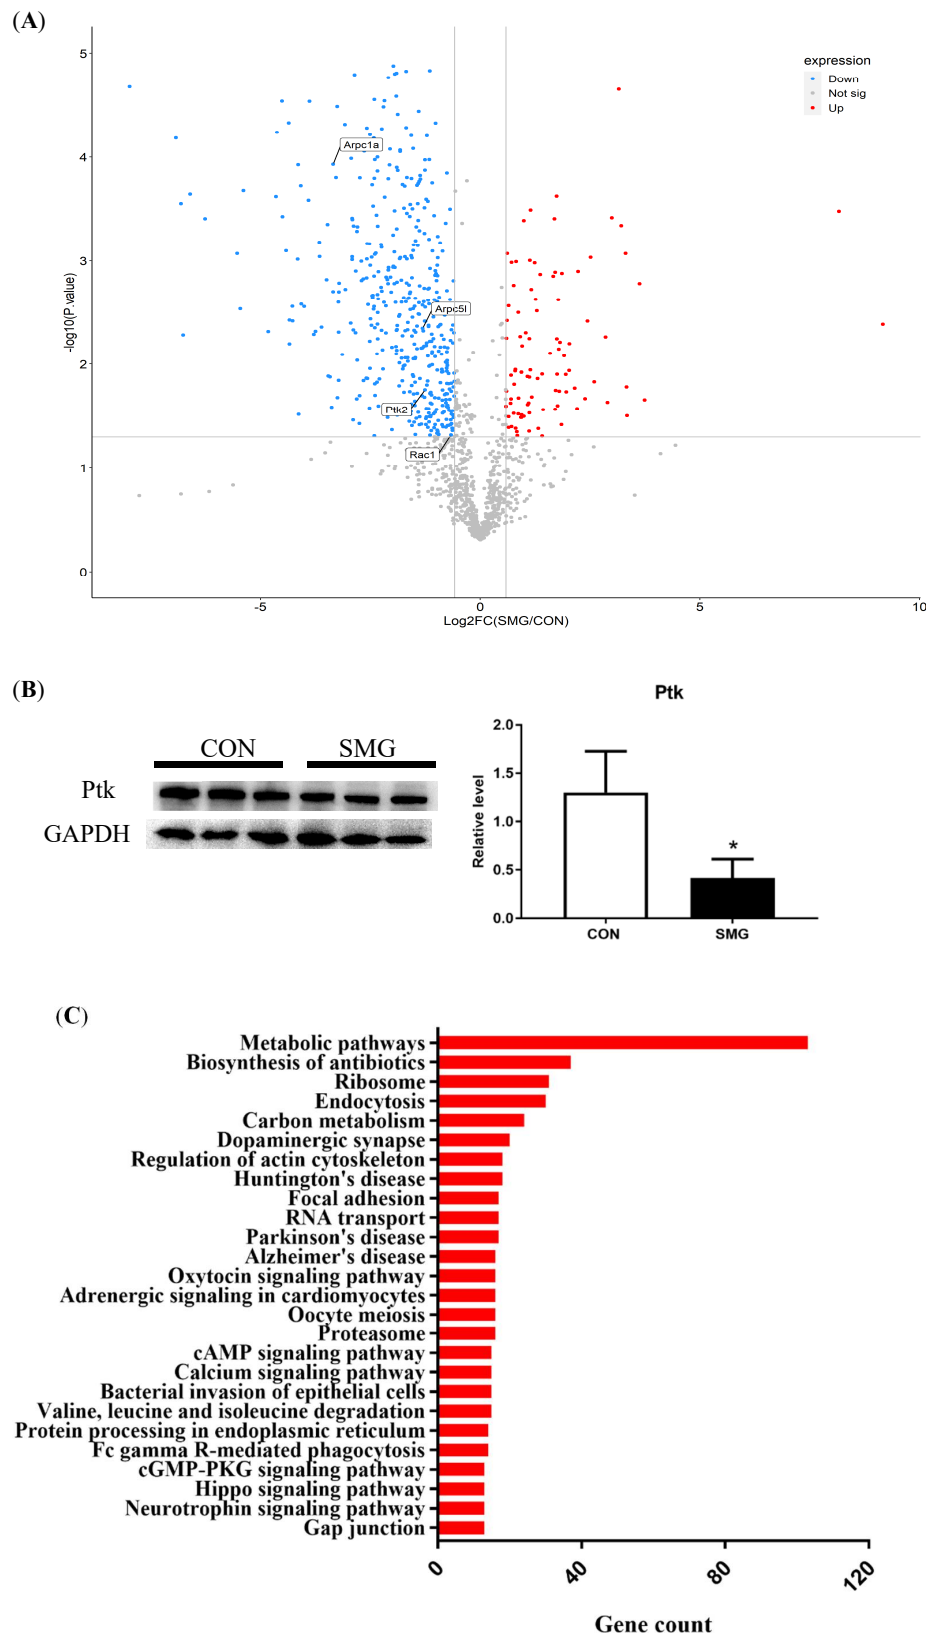 (A)
5
4
3
2
1
0
-log10(P.value)
-5
0
5
10
Log2FC(SMG/CON)
expression
Down
Not sig
Up
Arpc1a
Arpc5l
Ptk2
Rac1
(B)
CON
SMG
Ptk
GAPDH
Ptk
2.0
1.5
1.0
0.5
0.0
Relative level
*
CON
SMG
(C)
Metabolic pathways
Biosynthesis of antibiotics
Ribosome
Endocytosis
Carbon metabolism
Dopaminergic synapse
Regulation of actin cytoskeleton
Huntington's disease
Focal adhesion
RNA transport
Parkinson's disease
Alzheimer's disease
Oxytocin signaling pathway
Adrenergic signaling in cardiomyocytes
Oocyte meiosis
Proteasome
cAMP signaling pathway
Calcium signaling pathway
Bacterial invasion of epithelial cells
Valine, leucine and isoleucine degradation
Protein processing in endoplasmic reticulum
Fc gamma R-mediated phagocytosis
cGMP-PKG signaling pathway
Hippo signaling pathway
Neurotrophin signaling pathway
Gap junction
0
40
80
120
Gene count